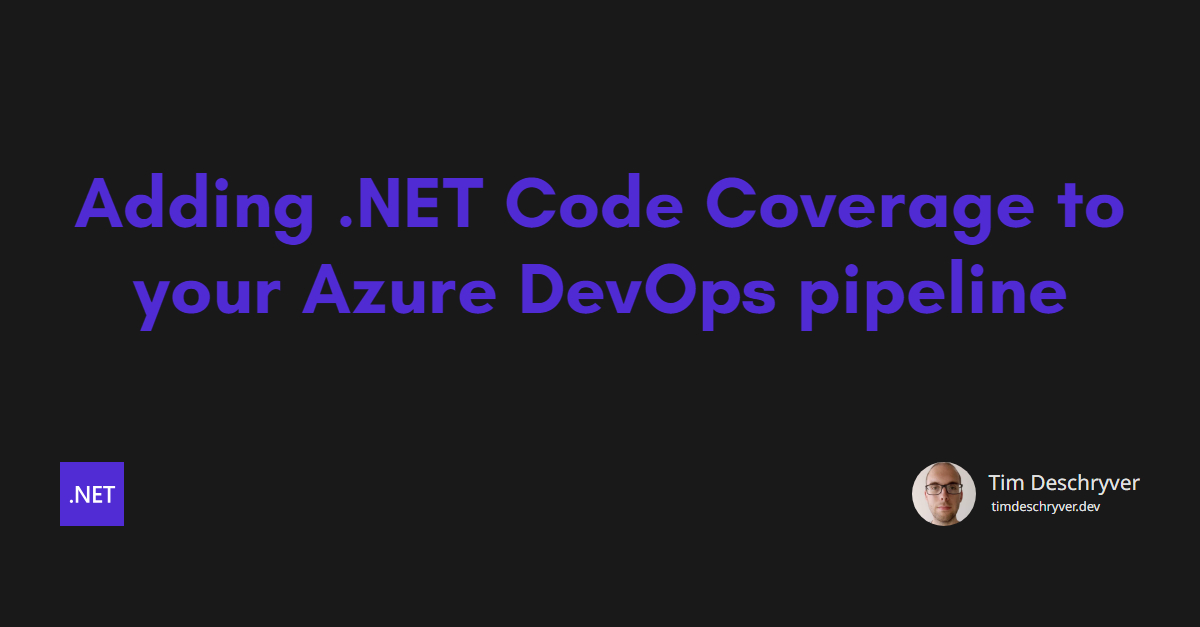 Adding .NET Code Coverage to
your Azure DevOps pipeline
.NET
Tim Deschryver
timdeschryver.dev